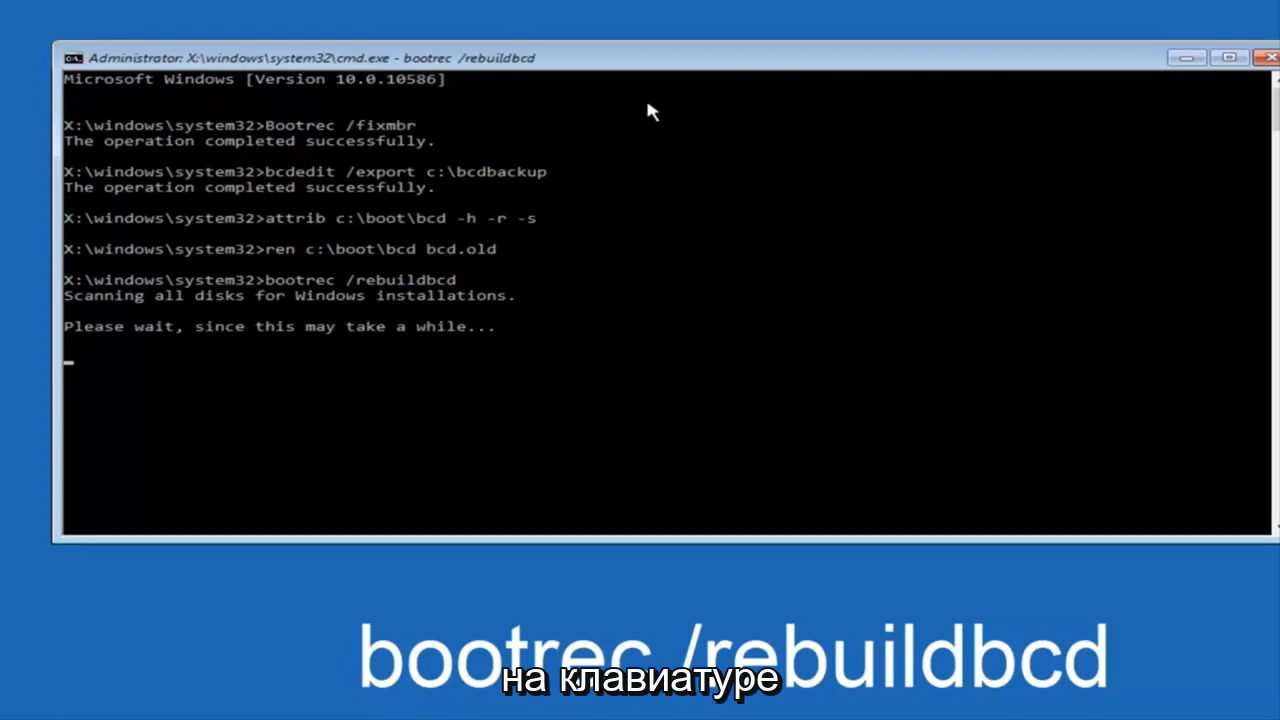 Administrator: X:\windows\system32\cmd.exe - bootrec /rebuildbcd
Microsoft Windows [Version 10.0.10586]
X:\windows\system32>Bootrec /fixmbr
The operation completed successfully.
X:\windows\system32>bcdedit /export c:\bcdbackup
The operation completed successfully.
X:\windows\system32>attrib c:\boot\bcd -h -r -s
X:\windows\system32>ren c:\boot\bcd bcd.old
X:\windows\system32>bootrec /rebuildbcd
Scanning all disks for Windows installations.
Please wait, since this may take a while...
bootrec /rebuildbcd
на клавиатуре